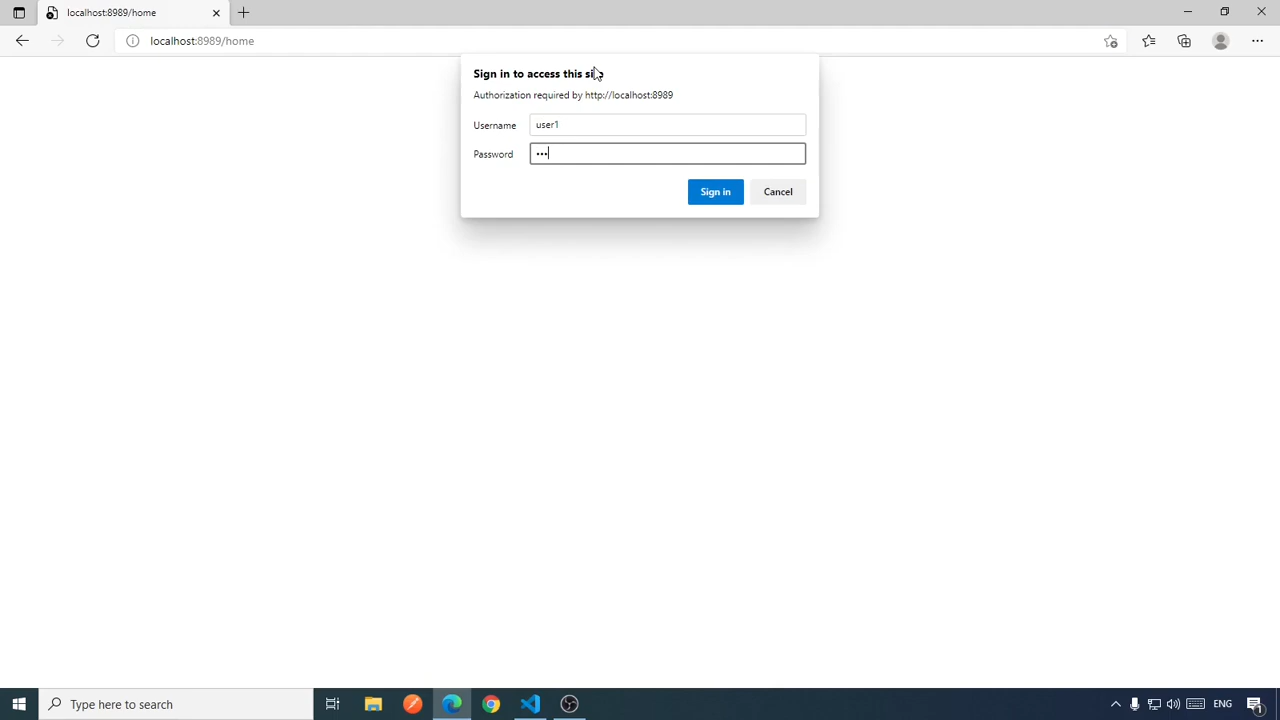 localhost:8989/home
localhost:8989/home
Sign in to access this
Authorization required by http://localhost:8989
Username user1
Password •••
Sign in Cancel
Type here to search
ENG
1